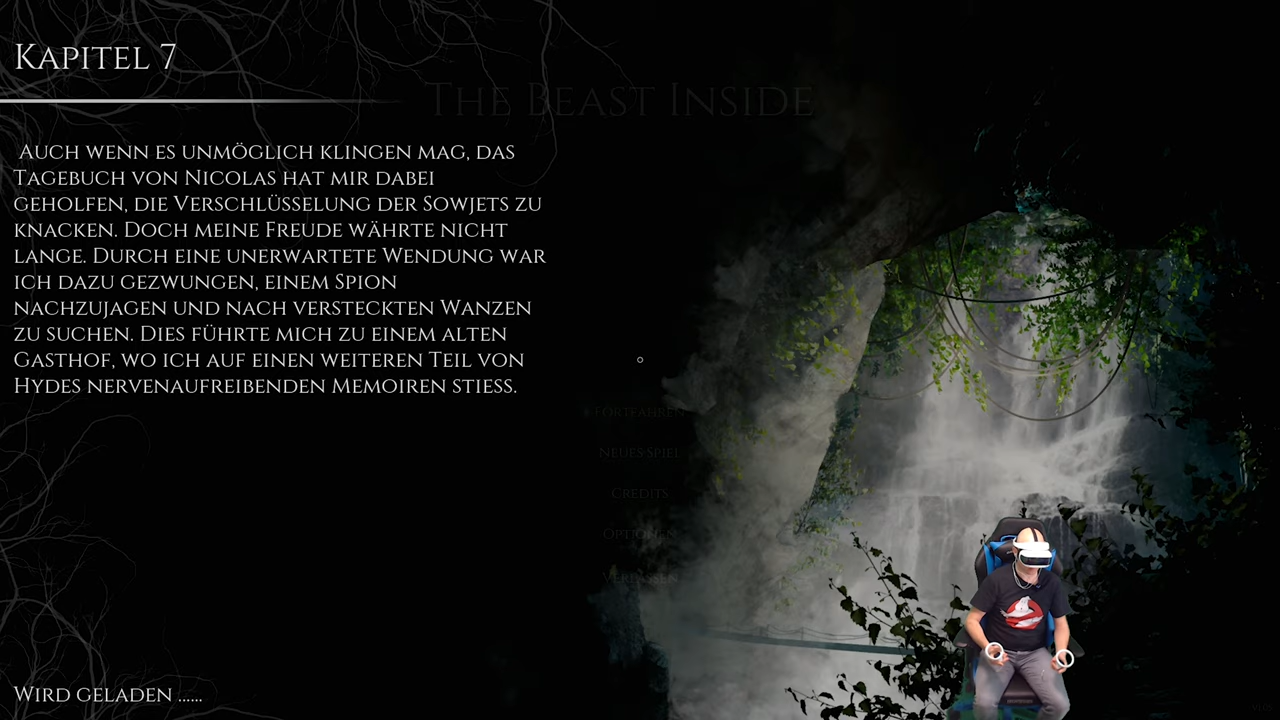 Kapitel 7
The Beast Inside
Auch wenn es unmöglich klingen mag, das
Tagebuch von Nicolas hat mir dabei
geholfen, die Verschlüsselung der Sowjets zu
knacken. Doch meine Freude währte nicht
lange. Durch eine unerwartete Wendung war
ich dazu gezwungen, einem Spion
nachzujagen und nach versteckten Wanzen
zu suchen. Dies führte mich zu einem alten
Gasthof, wo ich auf einen weiteren Teil von
Hydes nervenaufreibenden Memoiren stiess.
Fortfahren
Neues Spiel
Credits
Optionen
Verlassen
Wird geladen ......